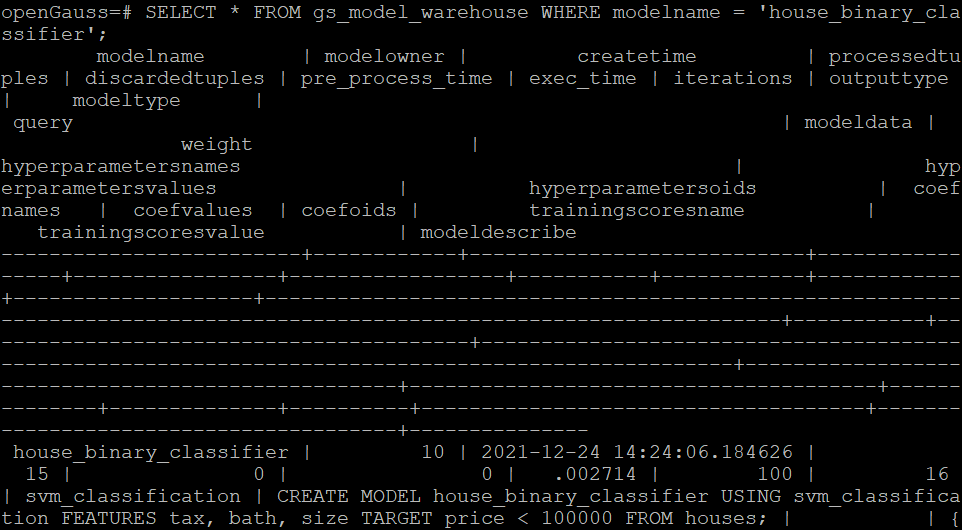 openGauss=# SELECT * FROM gs_model_warehouse WHERE modelname = 'house_binary_cla
ssifier';
        modelname        | modelowner |         createtime         | processedtu
ples | discardedtuples | pre_process_time | exec_time | iterations | outputtype
|     modeltype      |
 query                                                           | modeldata |
               weight                  |
hyperparametersnames                                         |               hyp
erparametersvalues               |          hyperparametersoids          |  coef
names   |  coefvalues  | coefoids |         trainingscoresname          |
   trainingscoresvalue           | modeldescribe
-------------------------+------------+----------------------------+------------
-----+-----------------+------------------+-----------+------------+------------
+--------------------+----------------------------------------------------------
-----------------------------------------------------------------+-----------+--
---------------------------------------+----------------------------------------
-------------------------------------------------------------+------------------
---------------------------------+---------------------------------------+------
--------+--------------+----------+-------------------------------------+-------
---------------------------------+---------------
 house_binary_classifier |         10 | 2021-12-24 14:24:06.184626 |
  15 |               0 |                0 |   .002714 |        100 |         16
| svm_classification | CREATE MODEL house_binary_classifier USING svm_classifica
tion FEATURES tax, bath, size TARGET price < 100000 FROM houses; |           | {